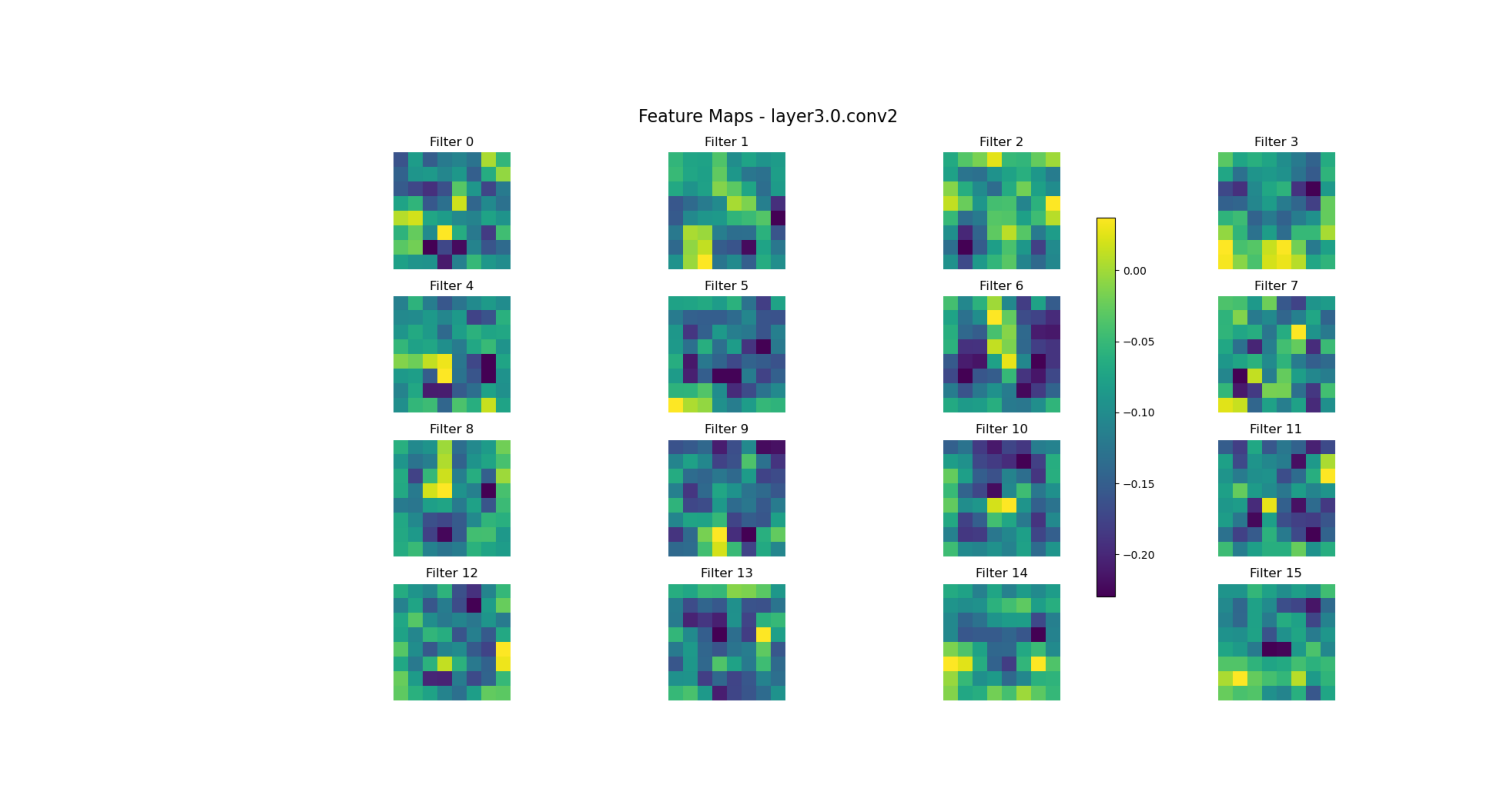 Feature Maps - layer3.0.conv2
Filter 0
Filter 1
Filter 2
Filter 3
Filter 4
Filter 5
Filter 6
Filter 7
Filter 8
Filter 9
Filter 10
Filter 11
Filter 12
Filter 13
Filter 14
Filter 15
0.00
−0.05
−0.10
−0.15
−0.20